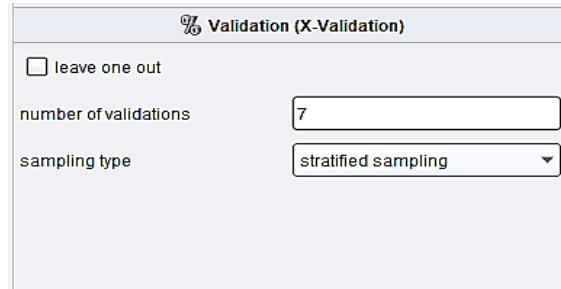 Validation (X-Validation)
leave one out
number of validations 7
sampling type stratified sampling